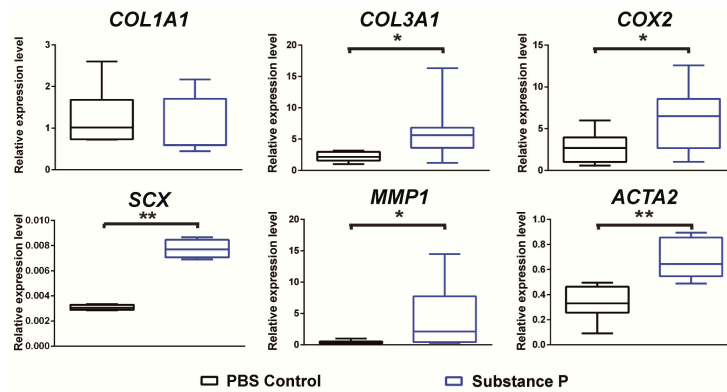 COL1A1
Relative expression level
3
2
1
0
COL3A1
Relative expression level
20
15
10
5
0
*
COX2
Relative expression level
15
10
5
0
*
SCX
Relative expression level
0.010
0.008
0.006
0.004
0.002
0.000
**
MMP1
Relative expression level
20
15
10
5
0
*
ACTA2
Relative expression level
1.0
0.8
0.6
0.4
0.2
0.0
**
PBS Control
Substance P